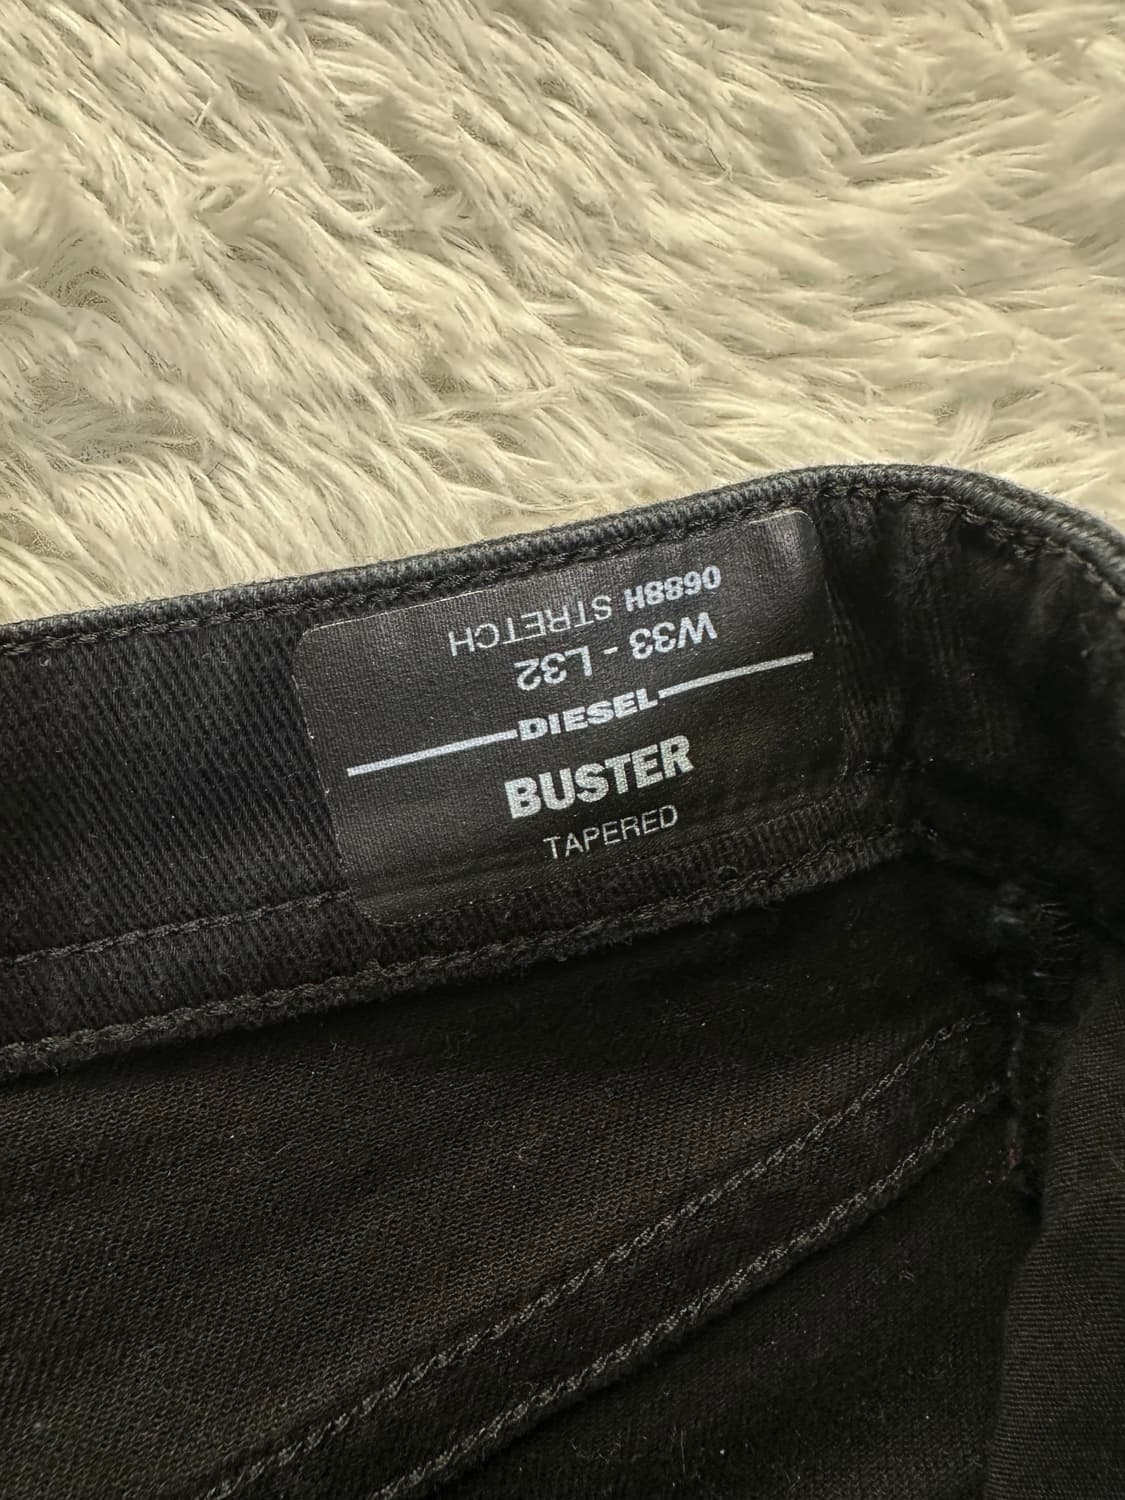 0688H STRETCH
W33 - L32
DIESEL
BUSTER
TAPERED